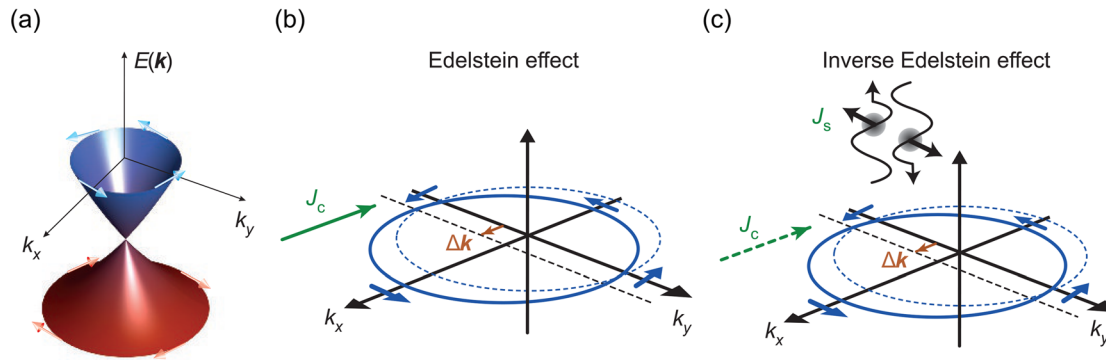 (a)
E(k)
kx
ky
(b)
Edelstein effect
Jc
Δk
kx
ky
(c)
Inverse Edelstein effect
Js
Jc
Δk
kx
ky